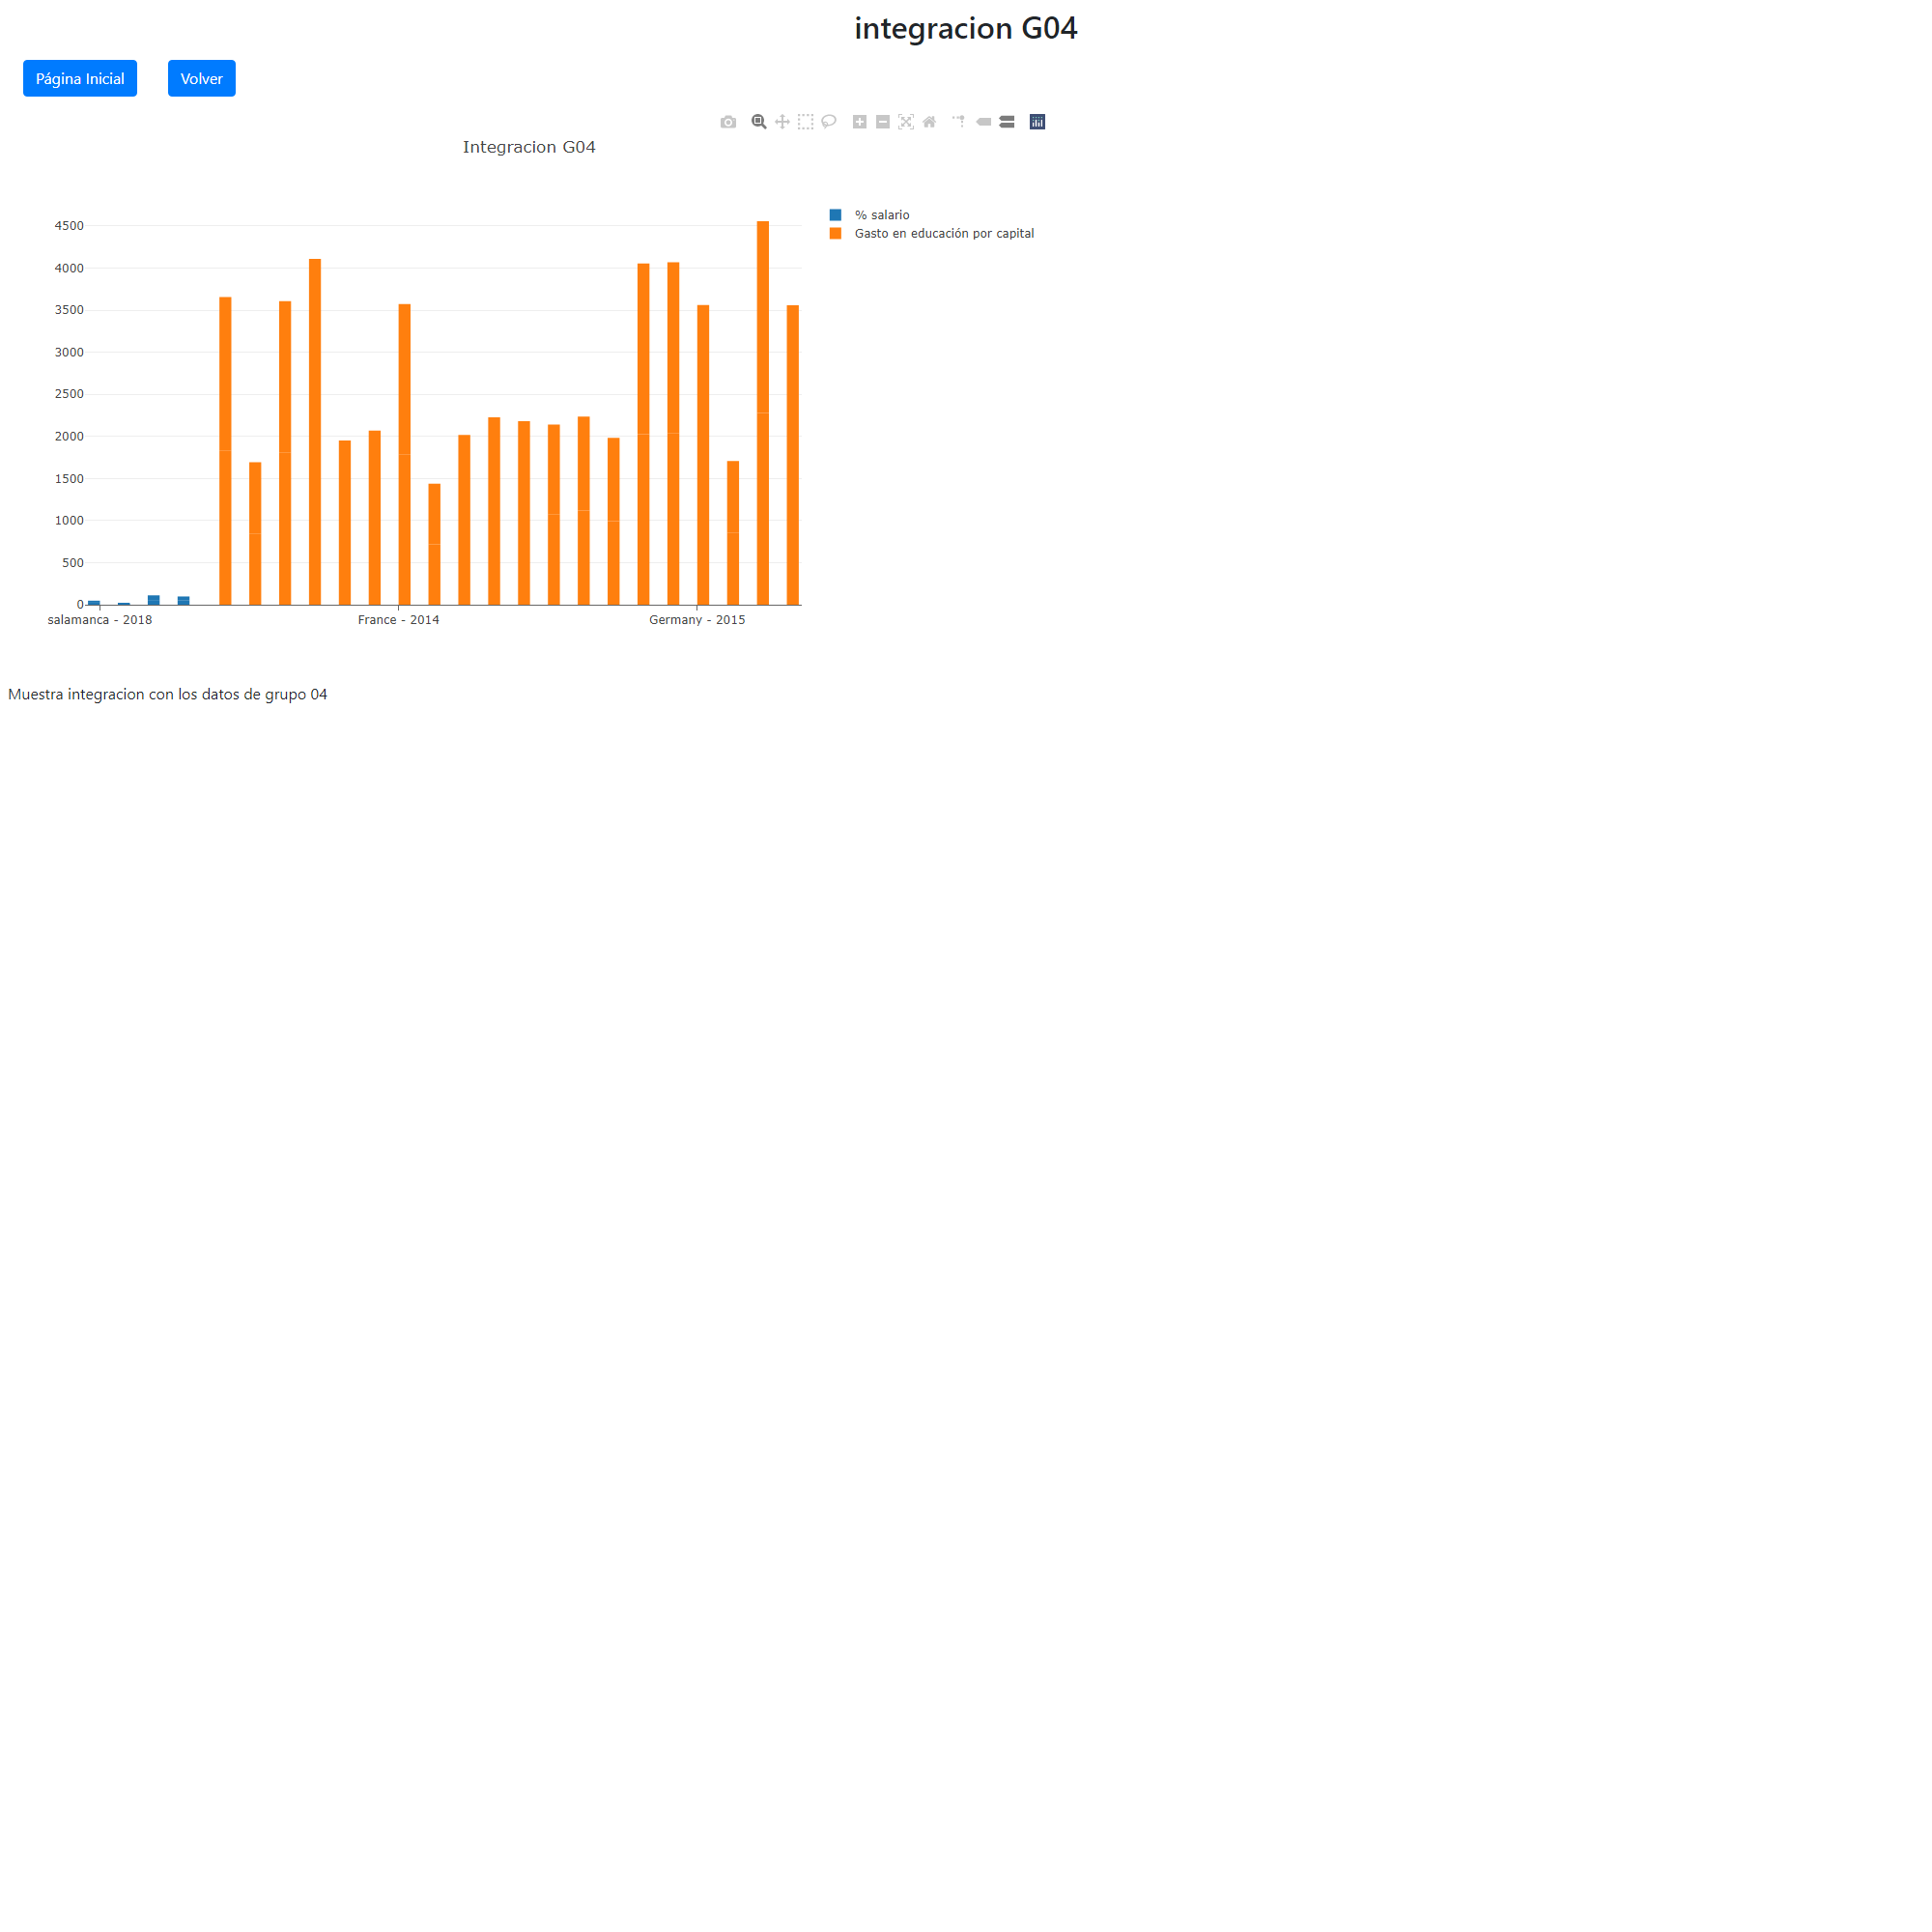 integracion G04
Página Inicial
Volver
Integracion G04
% salario
Gasto en educación por capital
4500
4000
3500
3000
2500
2000
1500
1000
500
0
salamanca - 2018
France - 2014
Germany - 2015
Muestra integracion con los datos de grupo 04